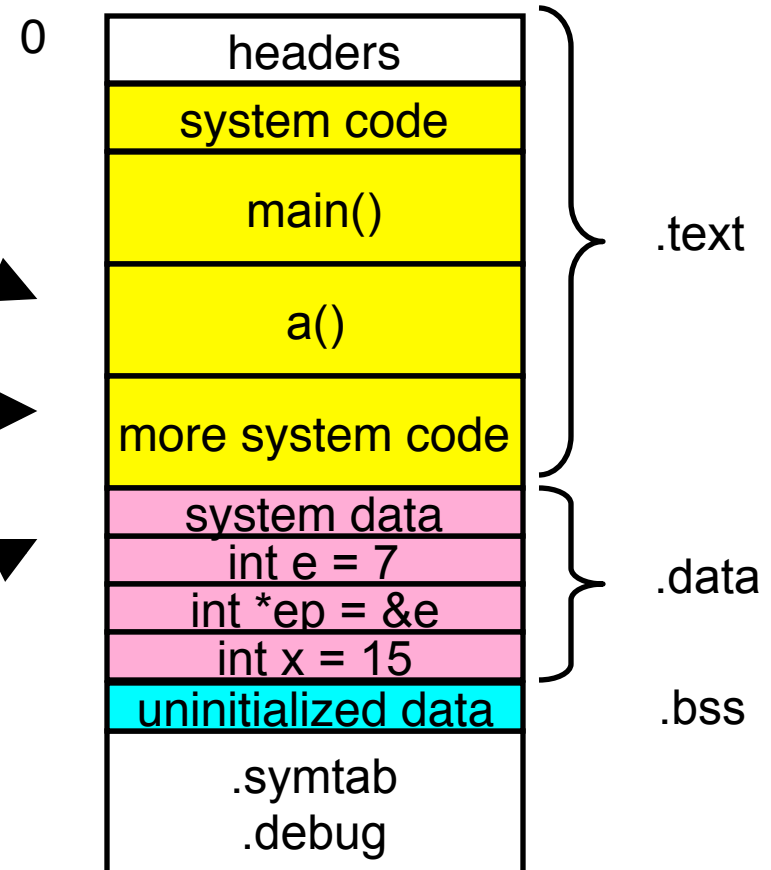 0
headers
system code
main()
.text
a()
more system code
system data
int e = 7
.data
int *ep = &e
int x = 15
uninitialized data
.bss
.symtab
.debug